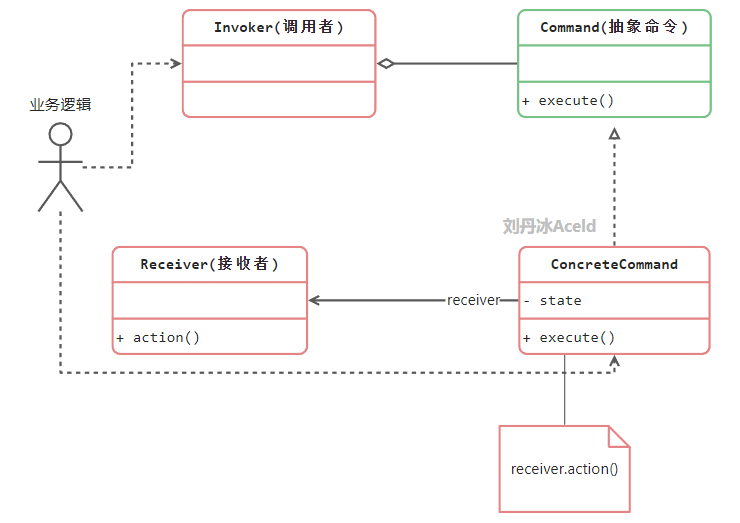 Invoker(调用者)
Command(抽象命令)
+ execute()
业务逻辑
刘丹冰Aceld
Receiver(接收者)
+ action()
receiver
ConcreteCommand
- state
+ execute()
receiver.action()